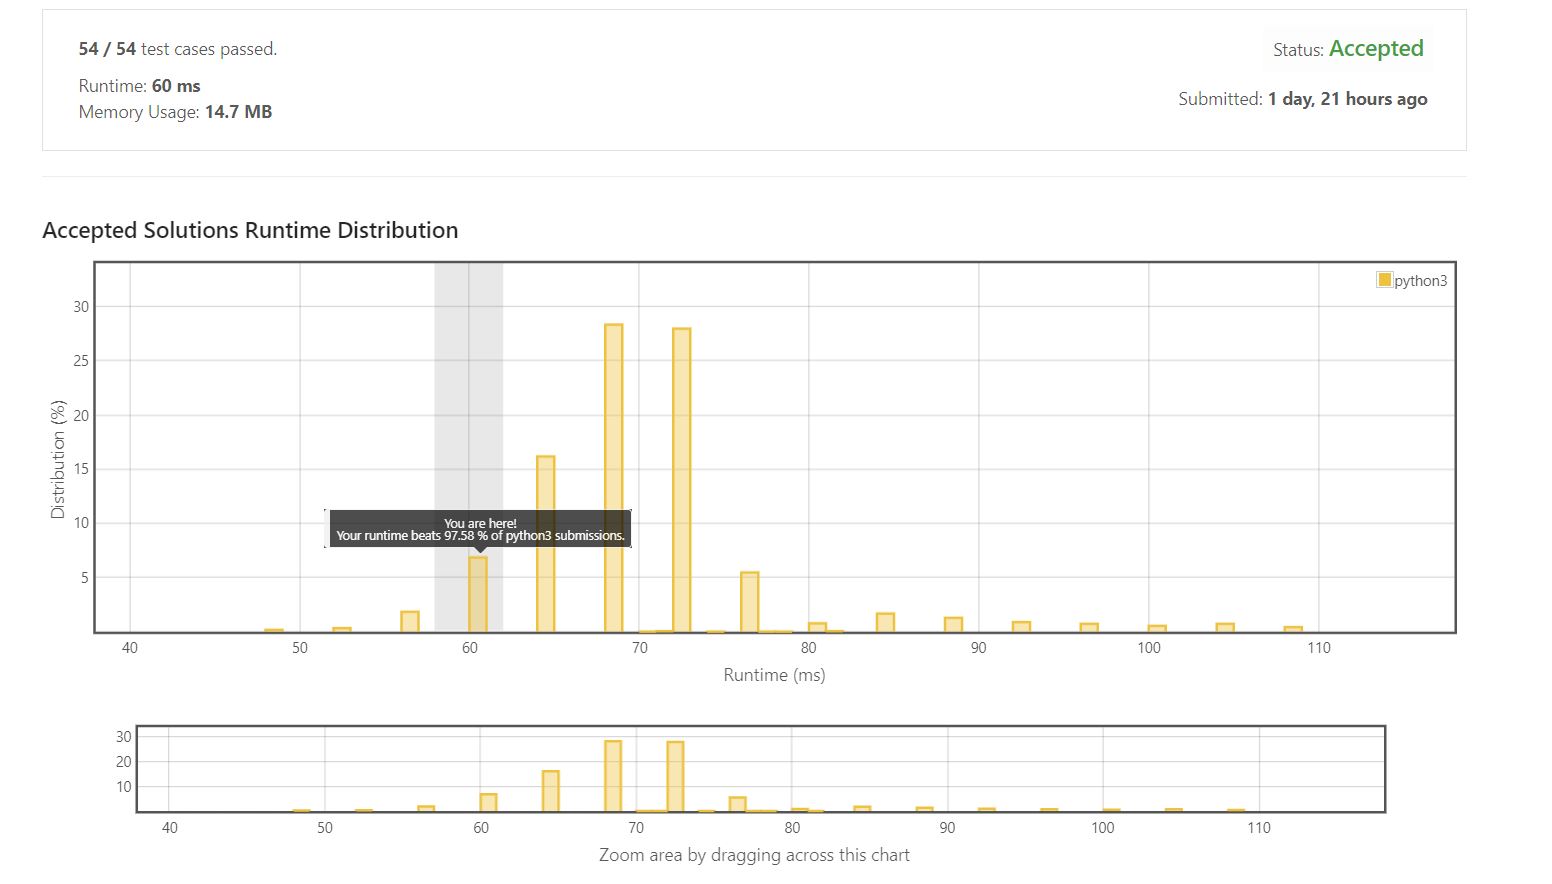 54 / 54 test cases passed.
Status: Accepted
Runtime: 60 ms
Memory Usage: 14.7 MB
Submitted: 1 day, 21 hours ago
Accepted Solutions Runtime Distribution
python3
30
25
20
15
10
5
Distribution (%)
You are here!
Your runtime beats 97.58 % of python3 submissions.
40 50 60 70 80 90 100 110
Runtime (ms)
30
20
10
40 50 60 70 80 90 100 110
Zoom area by dragging across this chart